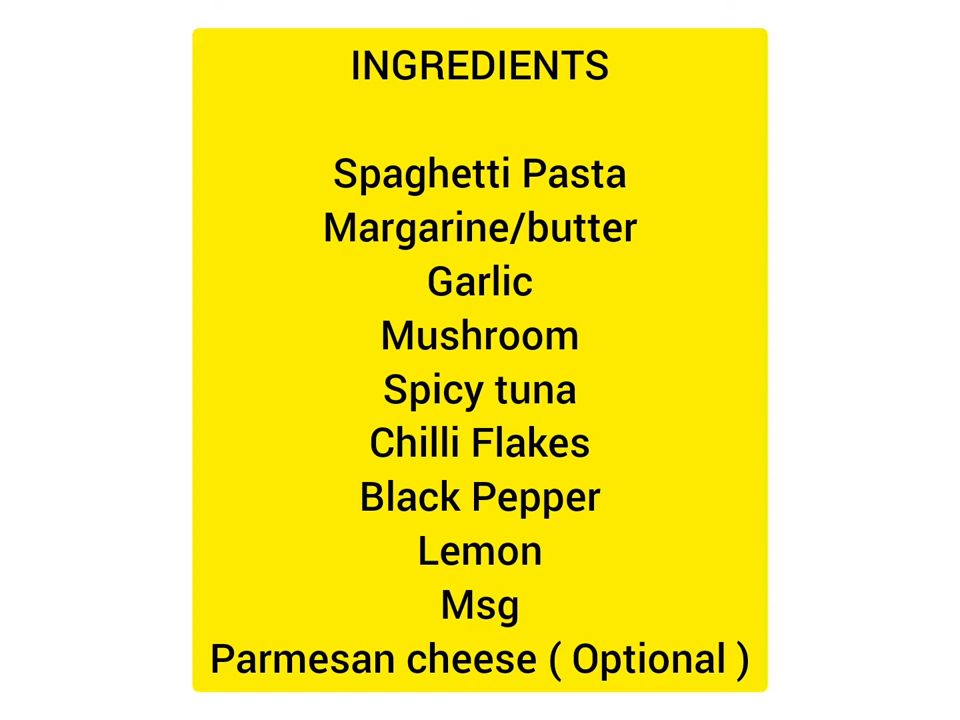 INGREDIENTS
Spaghetti Pasta
Margarine/butter
Garlic
Mushroom
Spicy tuna
Chilli Flakes
Black Pepper
Lemon
Msg
Parmesan cheese ( Optional )